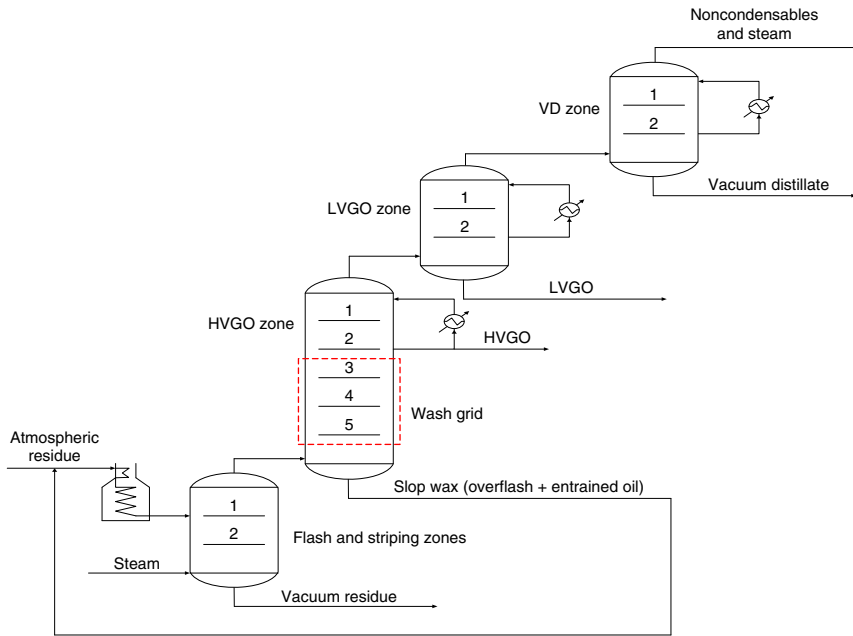 Noncondensables
and steam
VD zone
1
2
Vacuum distillate
LVGO zone
1
2
LVGO
HVGO zone
1
2
HVGO
3
4
5
Wash grid
Atmospheric
residue
Slop wax (overflash + entrained oil)
1
2
Flash and striping zones
Steam
Vacuum residue